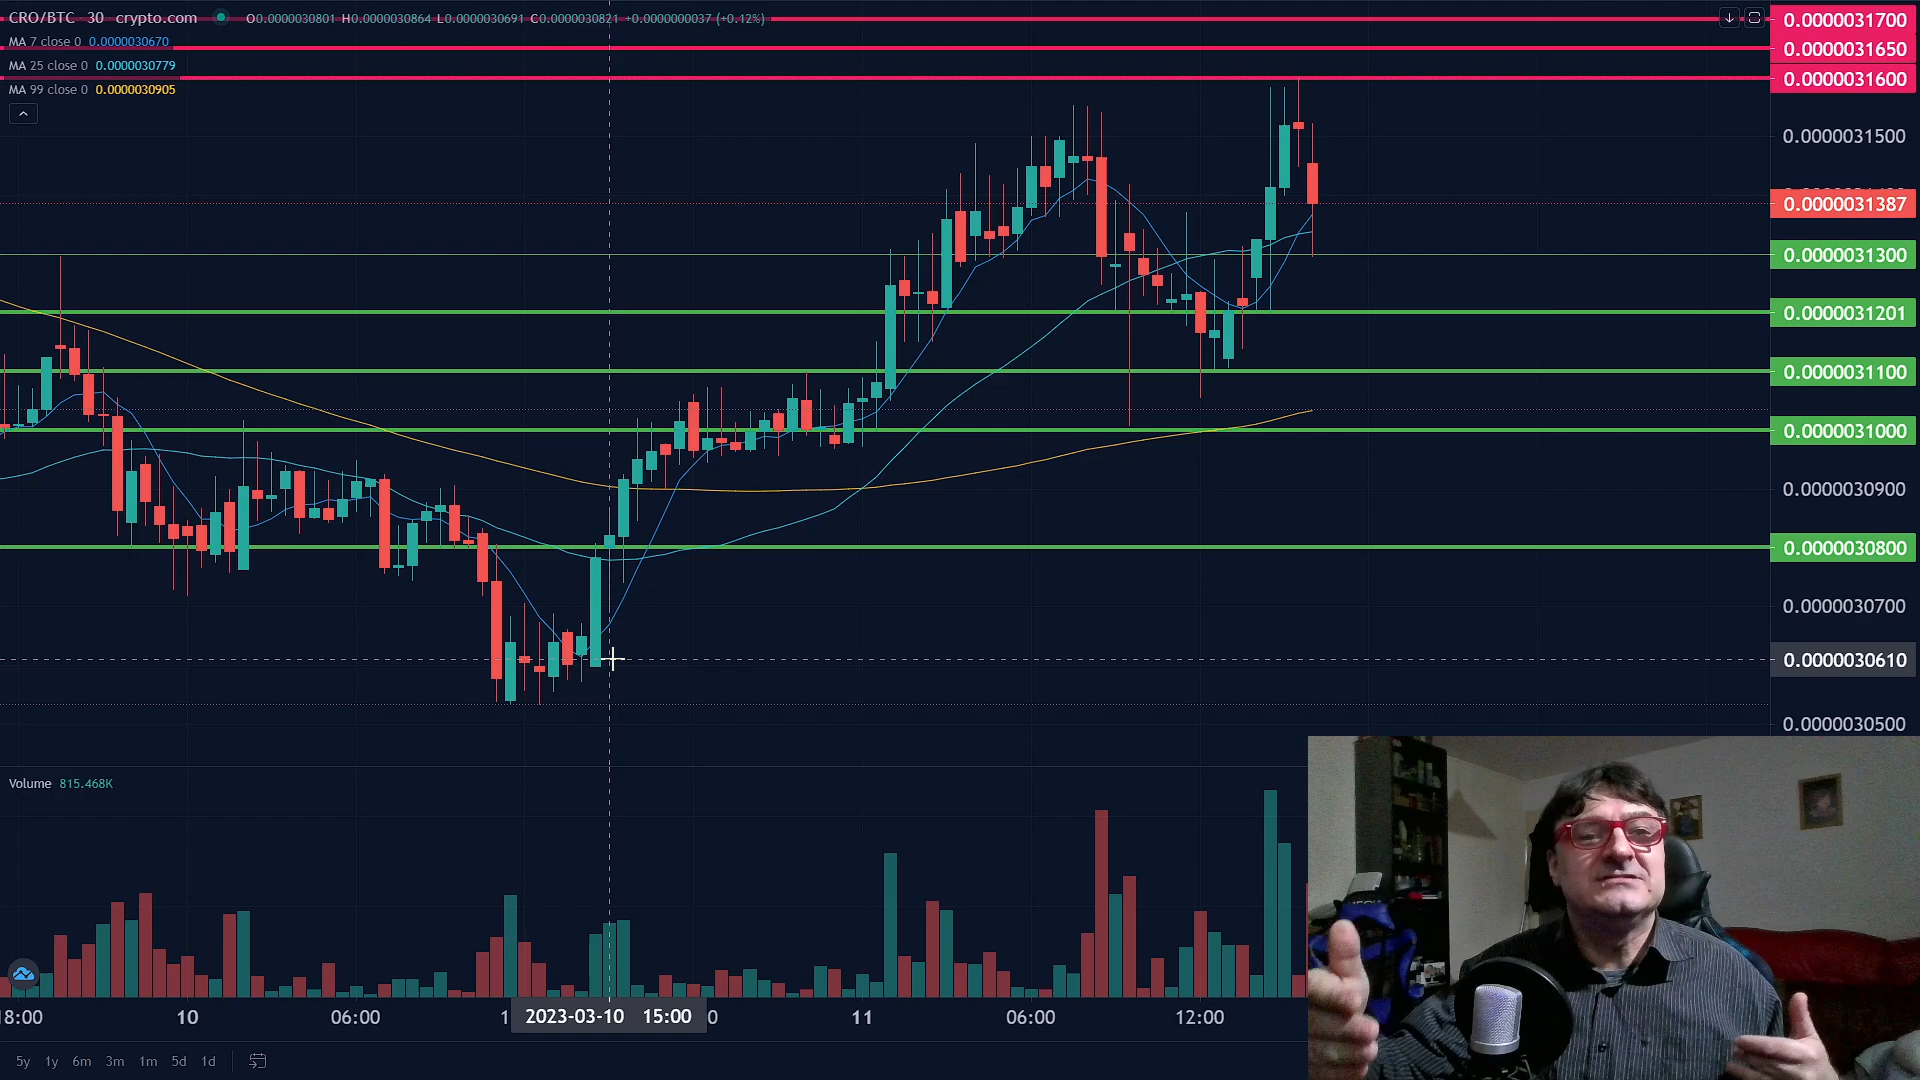 CRO/BTC · 30 · crypto.com O0.0000030801 H0.0000030864 L0.0000030691 C0.0000030821 +0.0000000037 (+0.12%)
MA 7 close 0 0.0000030670
MA 25 close 0 0.0000030779
MA 99 close 0 0.0000030905
0.0000031700
0.0000031650
0.0000031600
0.0000031500
0.0000031387
0.0000031300
0.0000031201
0.0000031100
0.0000031000
0.0000030900
0.0000030800
0.0000030700
0.0000030610
0.0000030500
Volume 815.468K
18:00 10 06:00 2023-03-10 15:00 11 06:00 12:00
5y 1y 6m 3m 1m 5d 1d